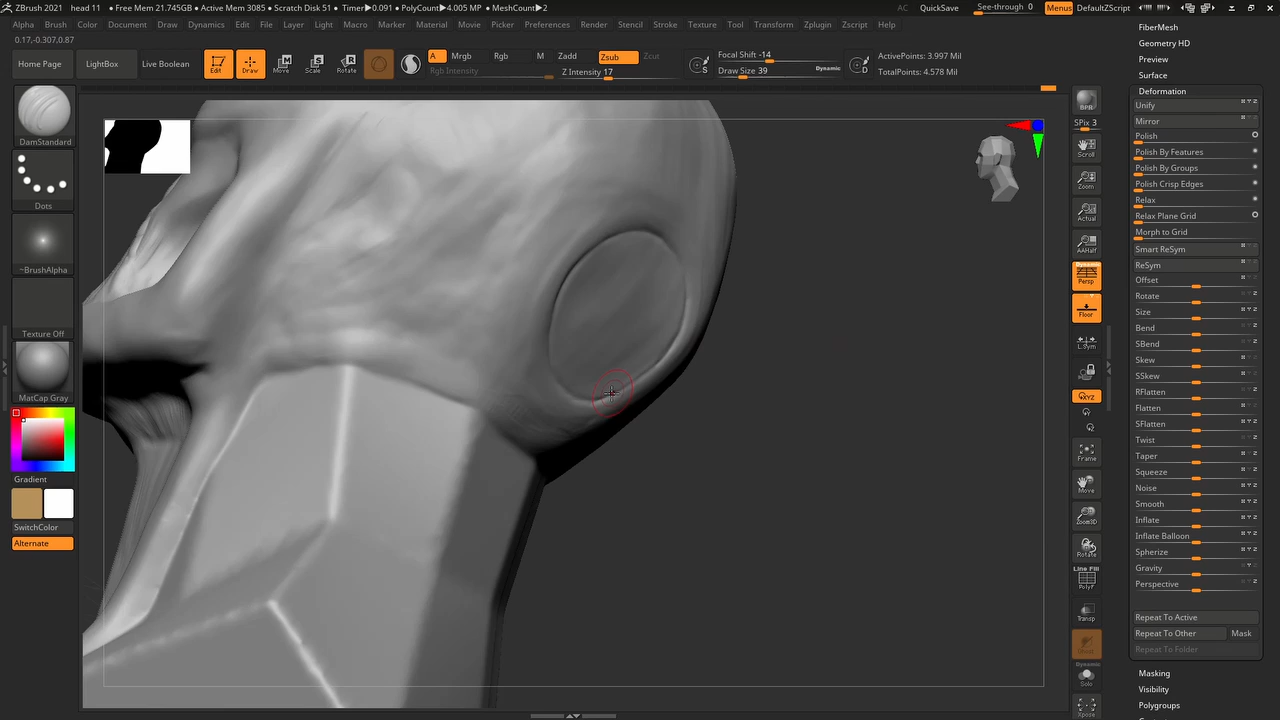 ZBrush 2021 head 11 ● Free Mem 21.745GB ● Active Mem 3085 ● Scratch Disk 51 ● Timer▶0.091 ● PolyCount▶4.005 MP ● MeshCount▶2 AC QuickSave See-through 0 Menus DefaultZScript
Alpha Brush Color Document Draw Dynamics Edit File Layer Light Macro Marker Material Movie Picker Preferences Render Stencil Stroke Texture Tool Transform Zplugin Zscript Help
0.17,-0.307,0.87
Home Page LightBox Live Boolean Edit Draw Move Scale Rotate
A Mrgb Rgb M Zadd Zsub Zcut
Rgb Intensity Z Intensity 17
Focal Shift -14
Draw Size 39 Dynamic
S D
ActivePoints: 3.997 Mil
TotalPoints: 4.578 Mil
DamStandard
Dots
~BrushAlpha
Texture Off
MatCap Gray
Gradient
SwitchColor
Alternate
BPR
SPix 3
Scroll
Zoom
Actual
AAHalf
Dynamic
Persp
Floor
L.Sym
XYZ
Frame
Move
Zoom3D
Rotate
Line Fill
PolyF
Transp
Ghost
Dynamic
Solo
Xpose
FiberMesh
Geometry HD
Preview
Surface
Deformation
Unify
Mirror
Polish
Polish By Features
Polish By Groups
Polish Crisp Edges
Relax
Relax Plane Grid
Morph to Grid
Smart ReSym
ReSym
Offset
Rotate
Size
Bend
SBend
Skew
SSkew
RFlatten
Flatten
SFlatten
Twist
Taper
Squeeze
Noise
Smooth
Inflate
Inflate Balloon
Spherize
Gravity
Perspective
Repeat To Active
Repeat To Other Mask
Repeat To Folder
Masking
Visibility
Polygroups